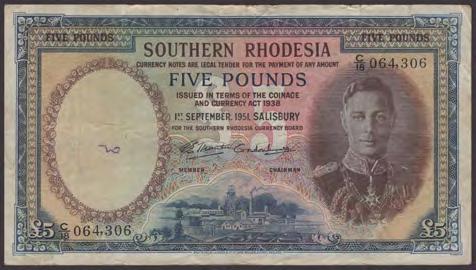 FIVE POUNDS FIVE POUNDS
SOUTHERN RHODESIA
CURRENCY NOTES ARE LEGAL TENDER FOR THE PAYMENT OF ANY AMOUNT
C/18 064,306
FIVE POUNDS
ISSUED IN TERMS OF THE COINAGE
AND CURRENCY ACT 1938
1ST SEPTEMBER, 1951, SALISBURY
FOR THE SOUTHERN RHODESIA CURRENCY BOARD
MEMBER CHAIRMAN
£5 C/18 064,306 £5